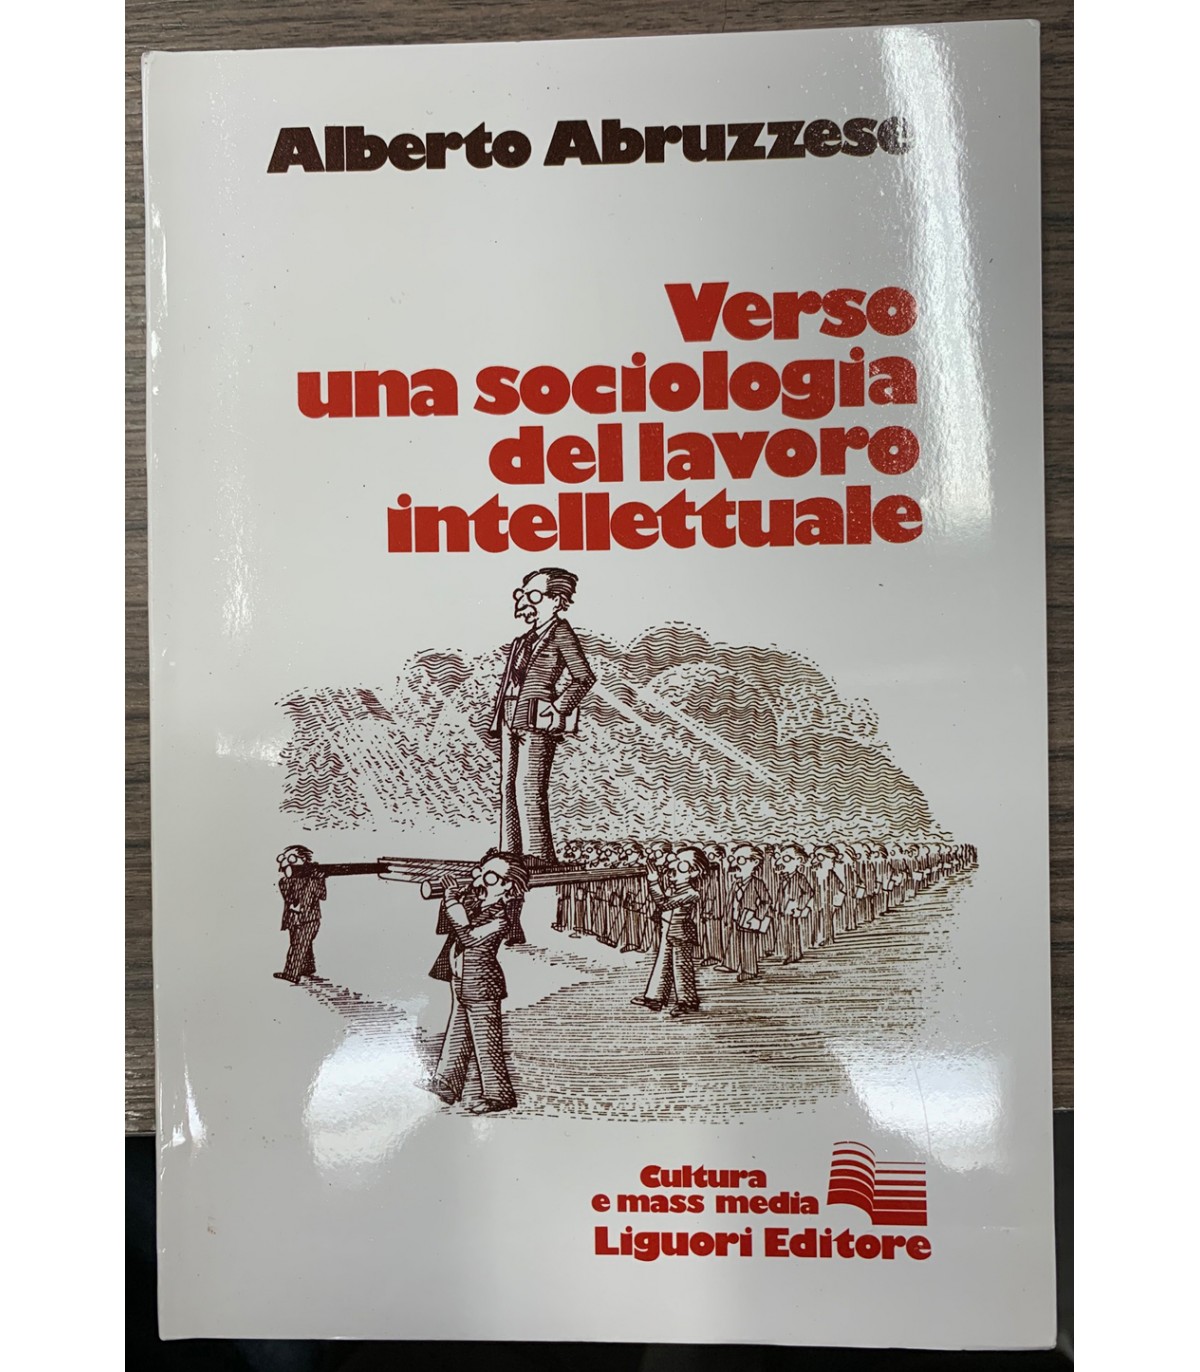 Alberto Abruzzese
Verso
una sociologia
del lavoro
intellettuale
Cultura
e mass media
Liguori Editore